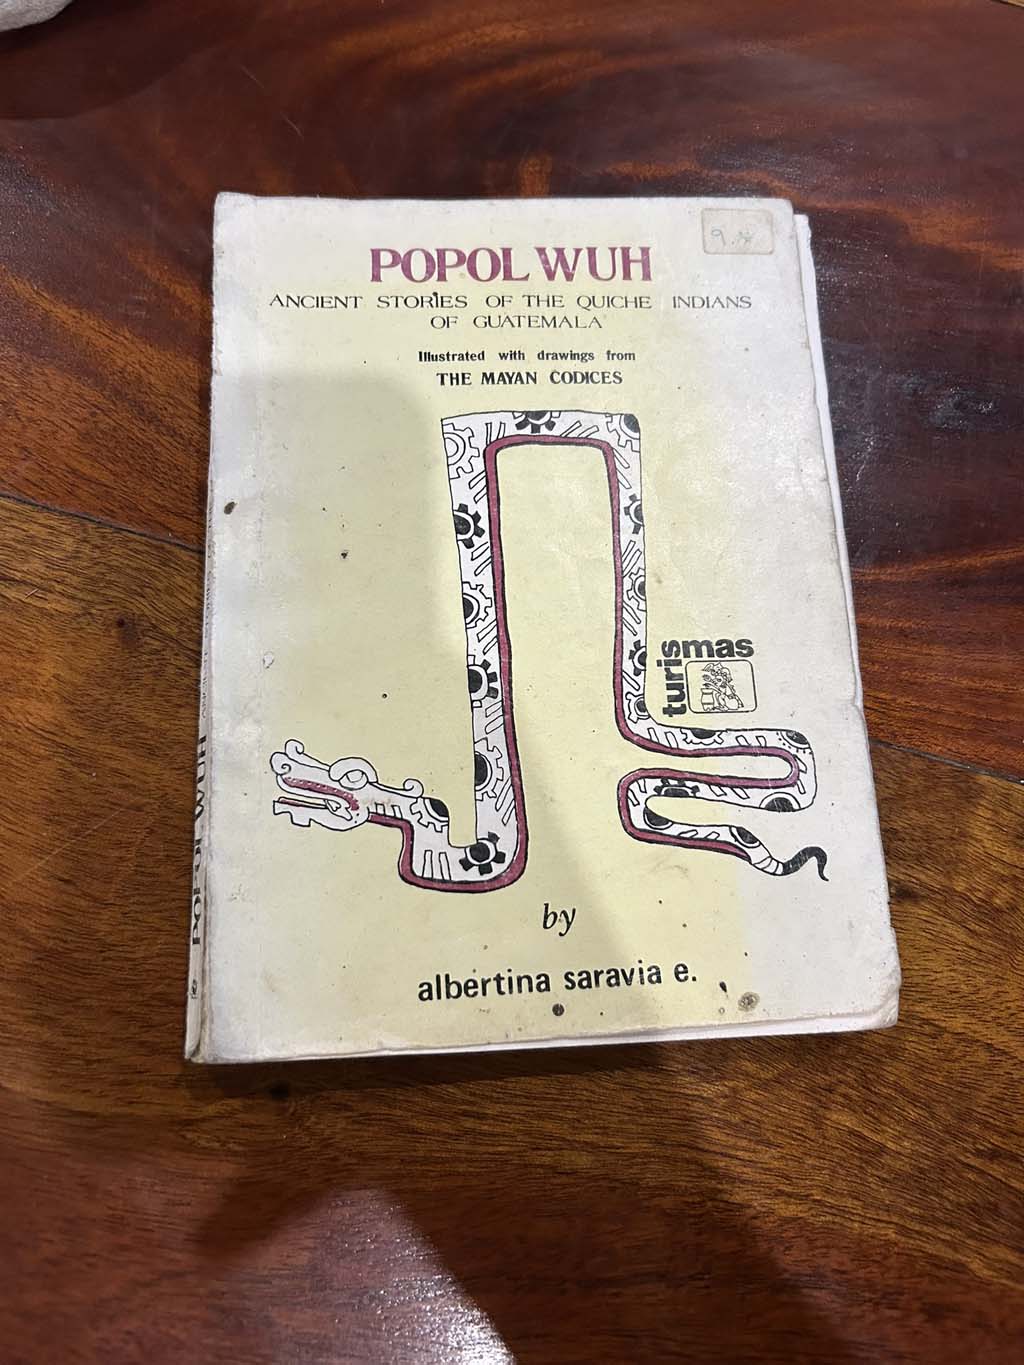 9.
POPOL WUH
ANCIENT STORIES OF THE QUICHE INDIANS
OF GUATEMALA
Illustrated with drawings from
THE MAYAN CODICES
turismas
by
albertina saravia e.
POPOL WUH